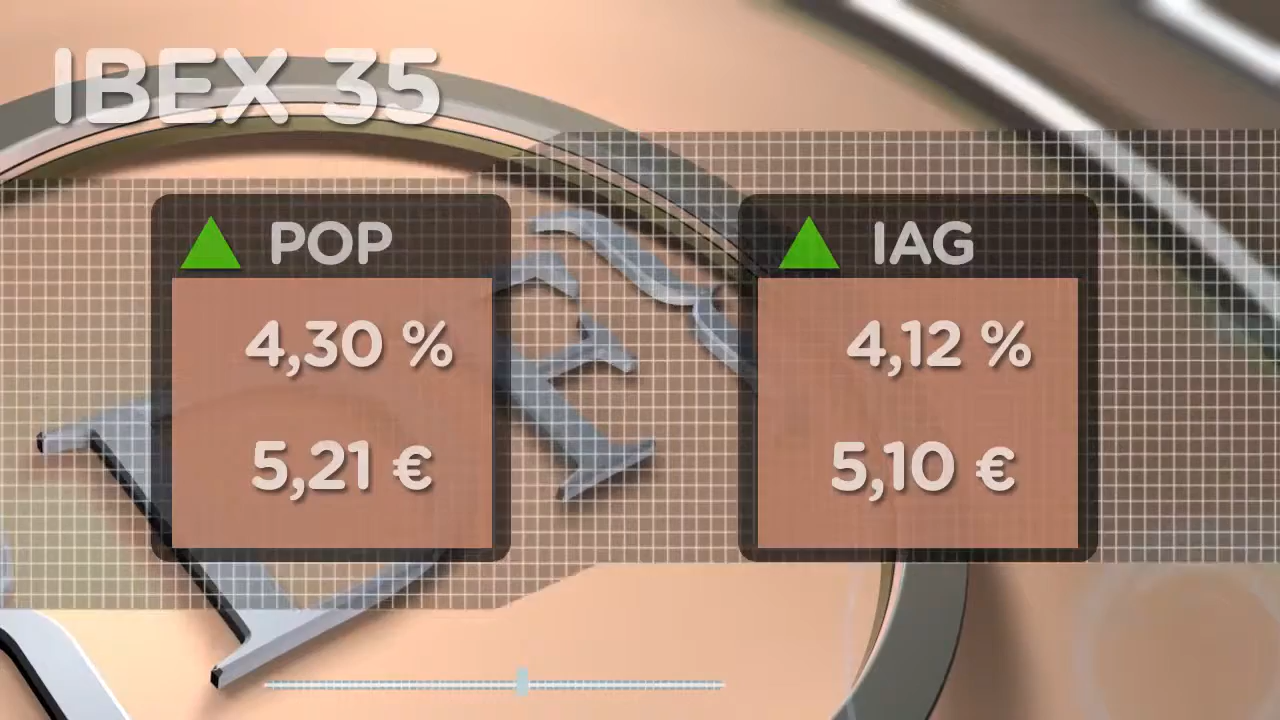 IBEX 35
POP
4,30 %
5,21 €
IAG
4,12 %
5,10 €